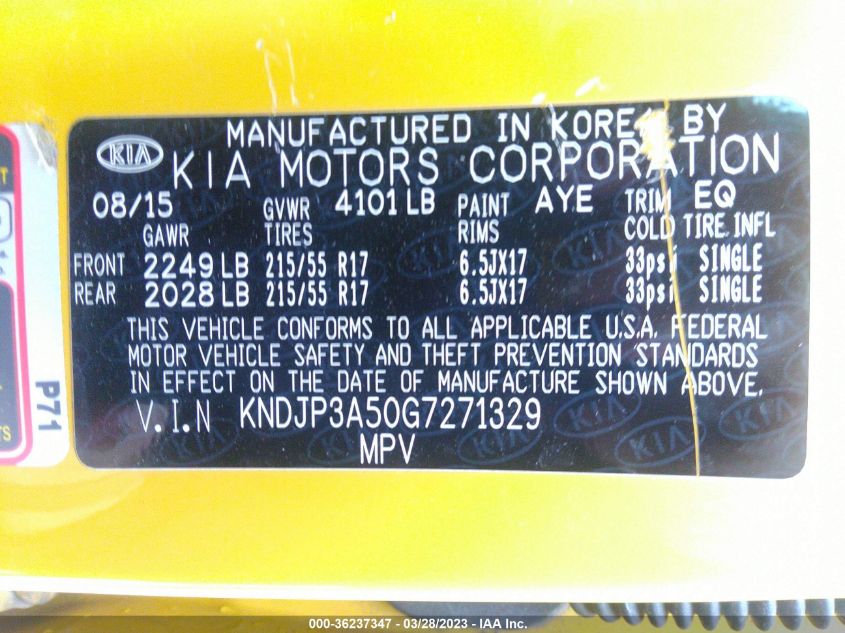 MANUFACTURED IN KOREA BY
KIA KIA MOTORS CORPORATION
08/15 GVWR 4101 LB PAINT AYE TRIM EQ
GAWR TIRES RIMS COLD TIRE INFL
FRONT 2249 LB 215/55 R17 6.5JX17 33psi SINGLE
REAR 2028 LB 215/55 R17 6.5JX17 33psi SINGLE
THIS VEHICLE CONFORMS TO ALL APPLICABLE U.S.A. FEDERAL
MOTOR VEHICLE SAFETY AND THEFT PREVENTION STANDARDS
IN EFFECT ON THE DATE OF MANUFACTURE SHOWN ABOVE.
V.I.N KNDJP3A50G7271329
MPV
P71
000-36237347 — 03/28/2023 — IAA Inc.